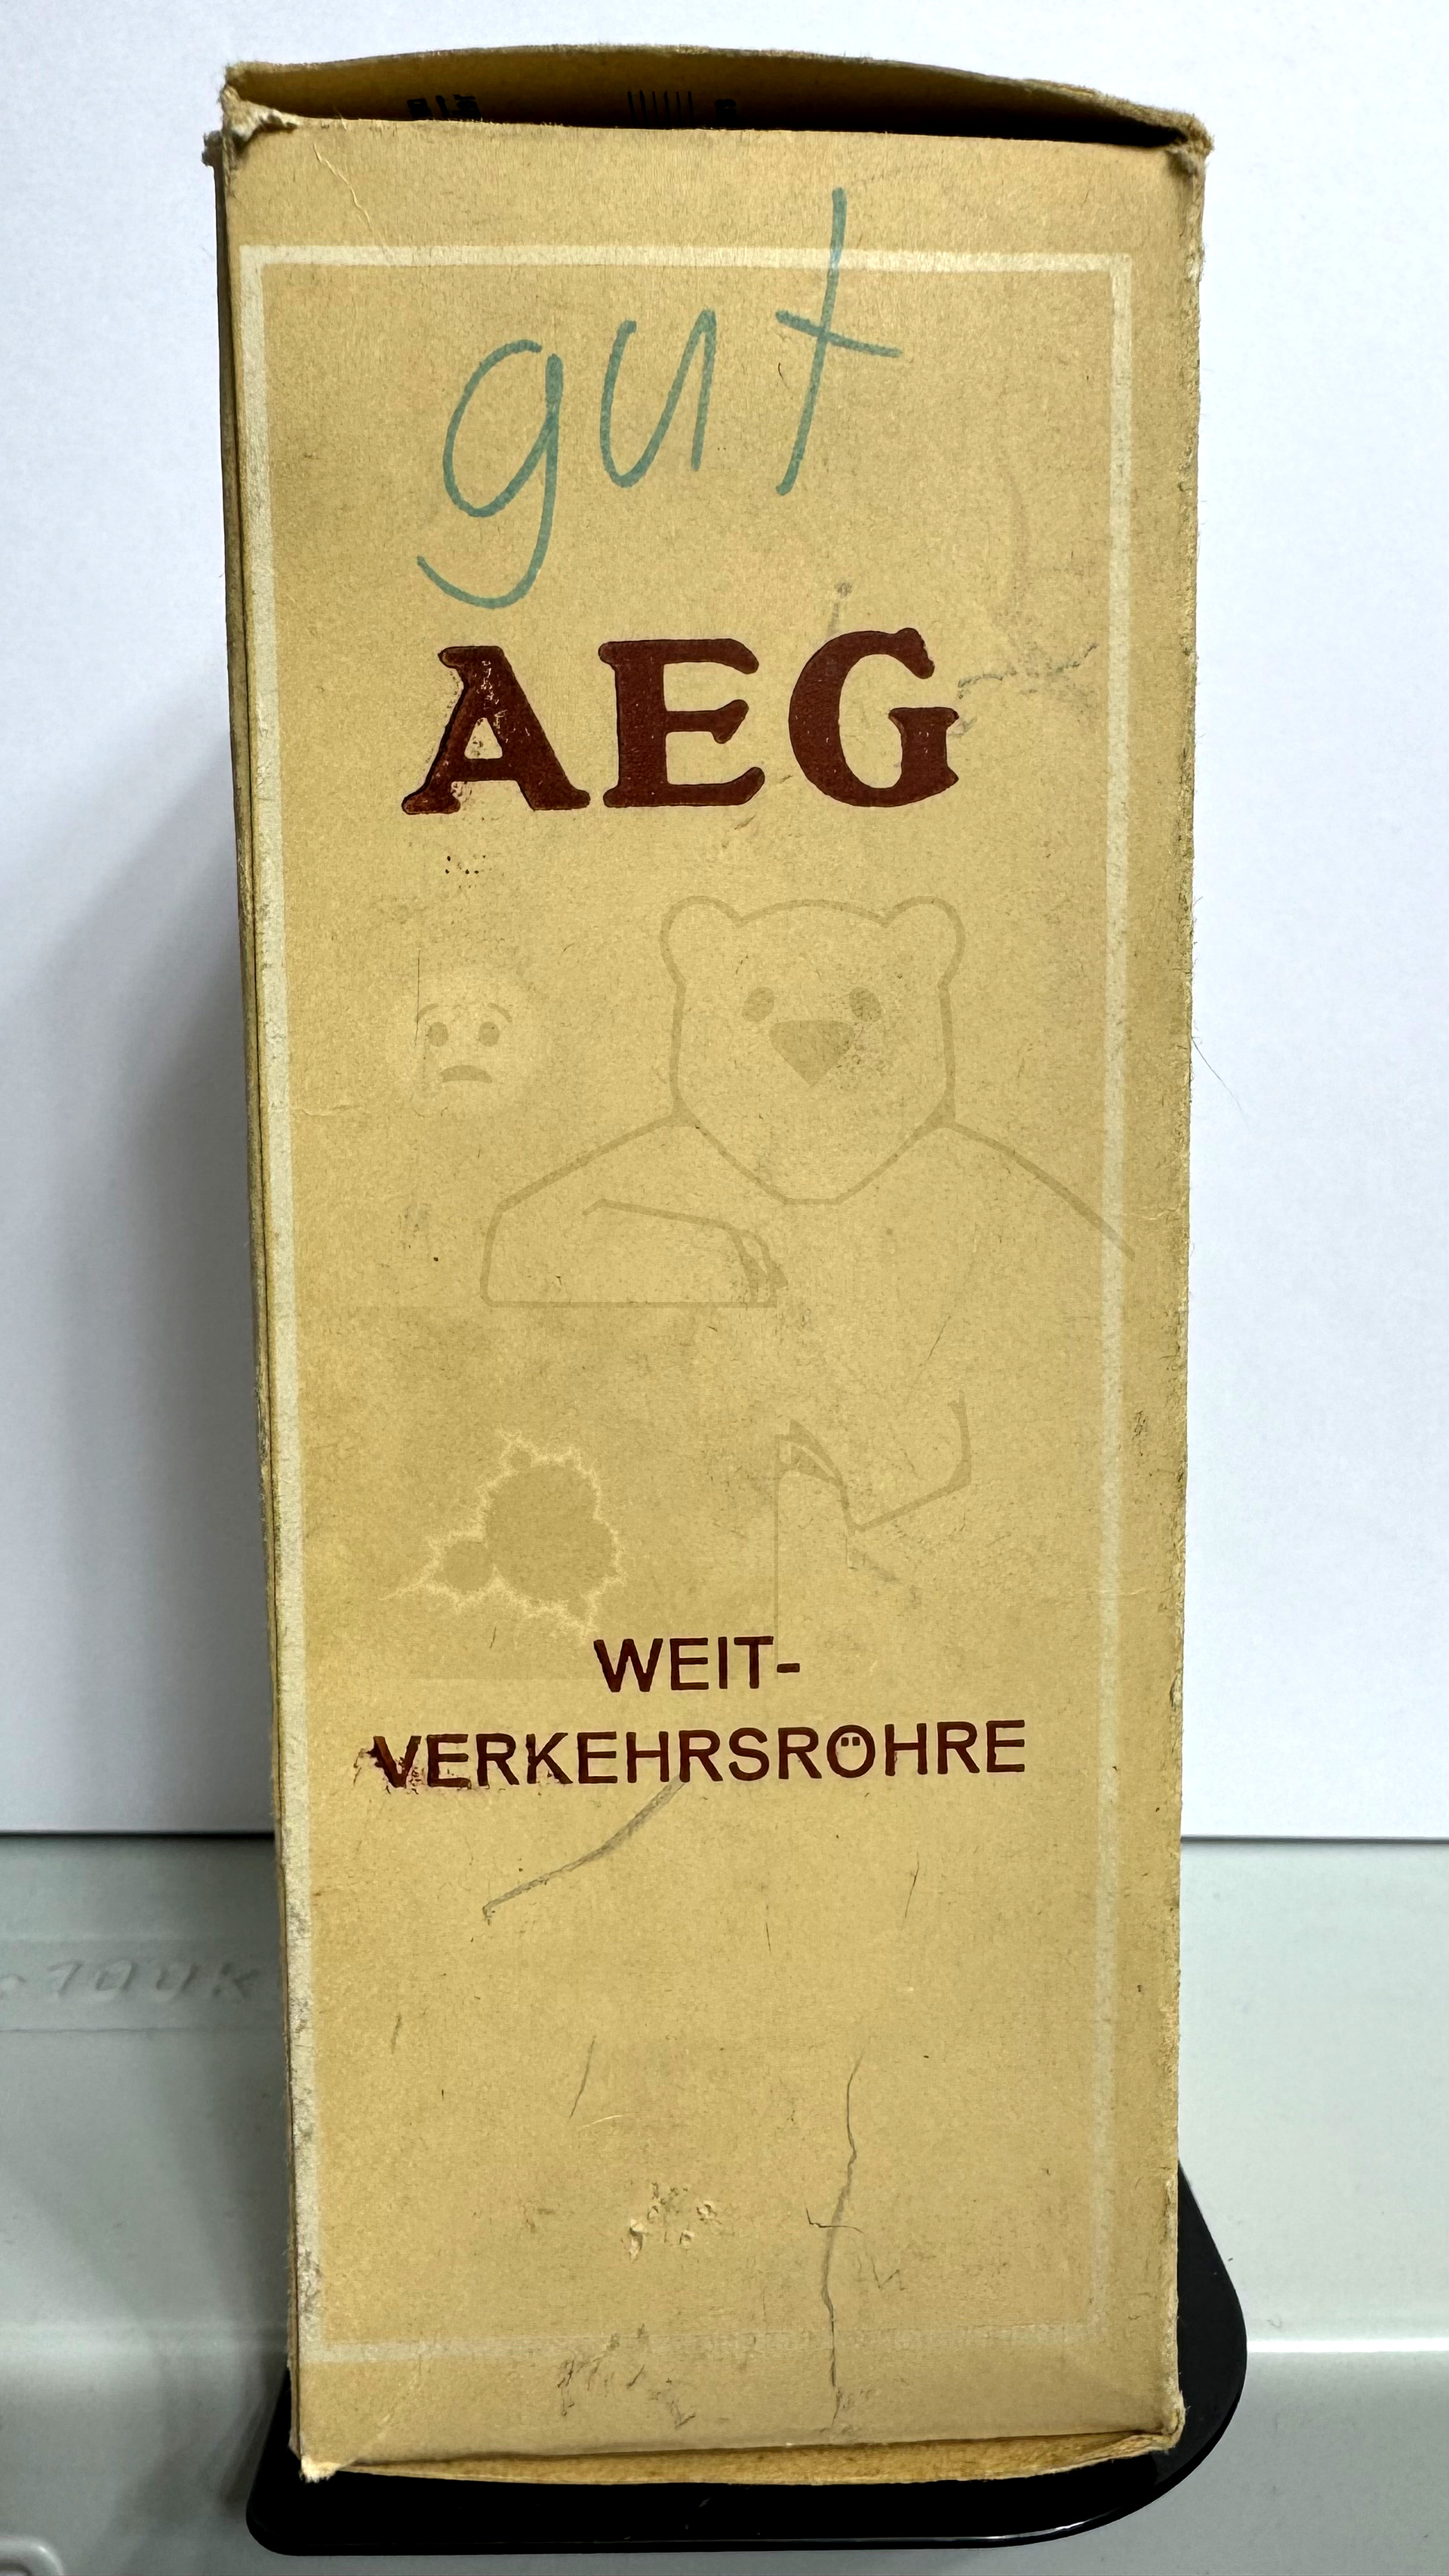 gut
AEG
WEIT-
VERKEHRSRÖHRE